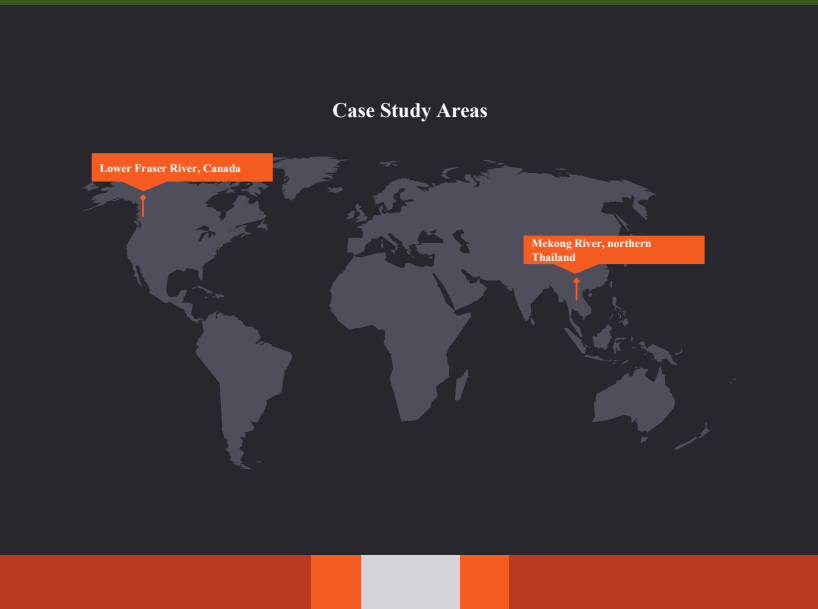 Case Study Areas
Lower Fraser River, Canada
Mekong River, northern
Thailand